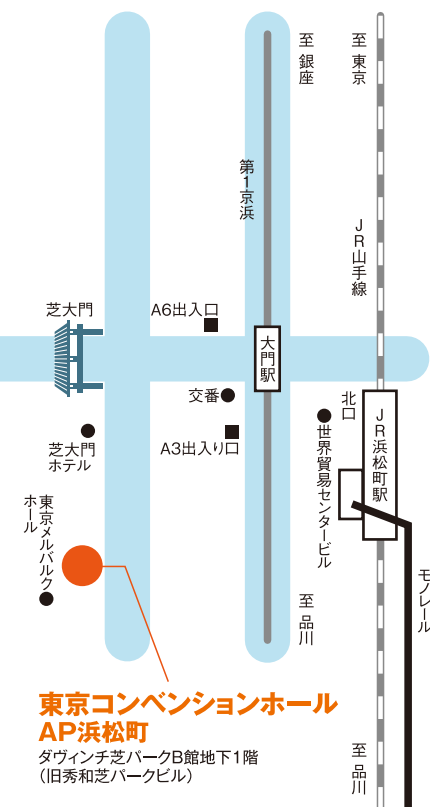 至 銀座
至 東京
第1京浜
JR山手線
芝大門
A6出入口
大門駅
交番
北口
JR浜松町駅
A3出入り口
世界貿易センタービル
芝大門
ホテル
東京メルパルク
ホール
モノレール
至 品川
東京コンベンションホール
AP浜松町
ダヴィンチ芝パークB館地下1階
（旧秀和芝パークビル）
至 品川